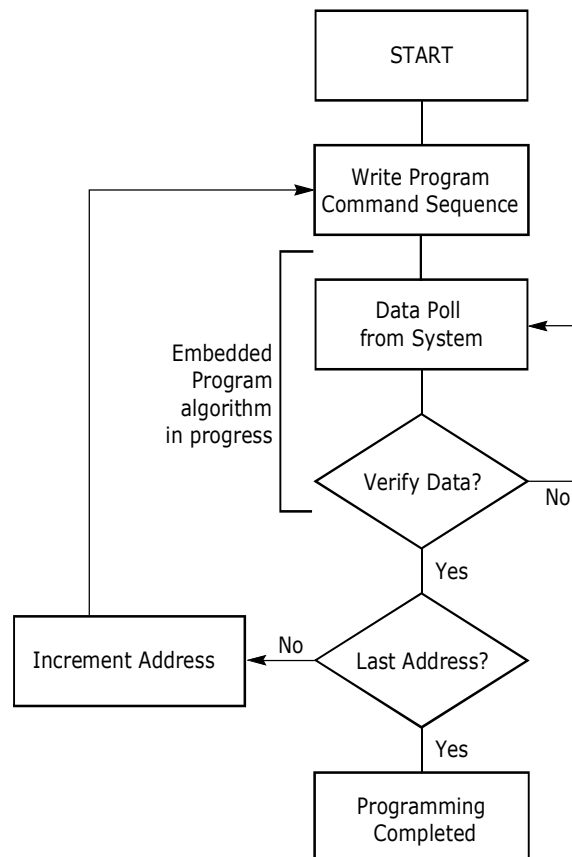 START
Write Program
Command Sequence
Data Poll
from System
Embedded
Program
algorithm
in progress
Verify Data?
No
Yes
Increment Address
No
Last Address?
Yes
Programming
Completed